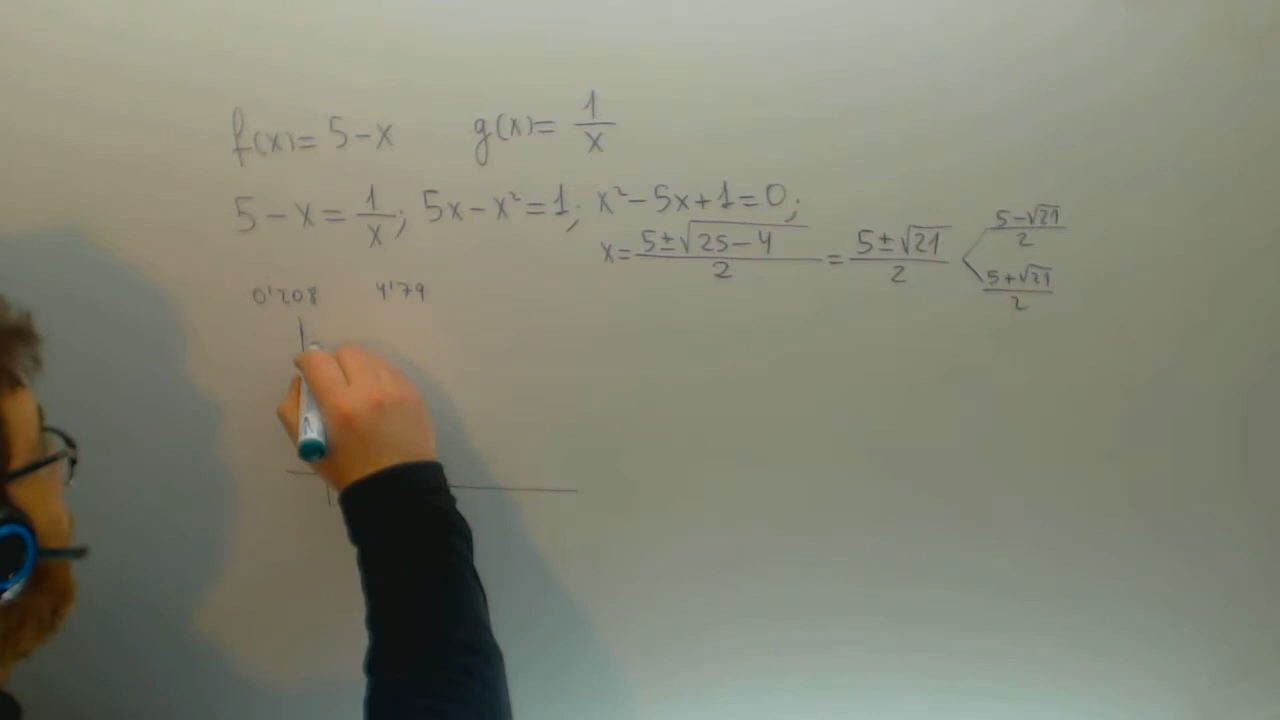 f(x)= 5-x g(x)= 1/x
5-x= 1/x; 5x-x²=1; x²-5x+1=0;
x= (5±√(25-4))/2 = (5±√21)/2 < (5-√21)/2
(5+√21)/2
0'208 4'79